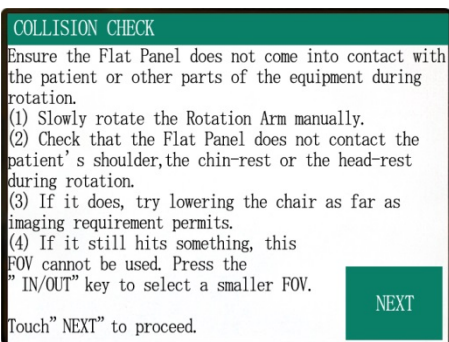 COLLISION CHECK
Ensure the Flat Panel does not come into contact with
the patient or other parts of the equipment during
rotation.
(1) Slowly rotate the Rotation Arm manually.
(2) Check that the Flat Panel does not contact the
patient's shoulder,the chin-rest or the head-rest
during rotation.
(3) If it does, try lowering the chair as far as
imaging requirement permits.
(4) If it still hits something, this
FOV cannot be used. Press the
"IN/OUT" key to select a smaller FOV.
NEXT
Touch"NEXT" to proceed.